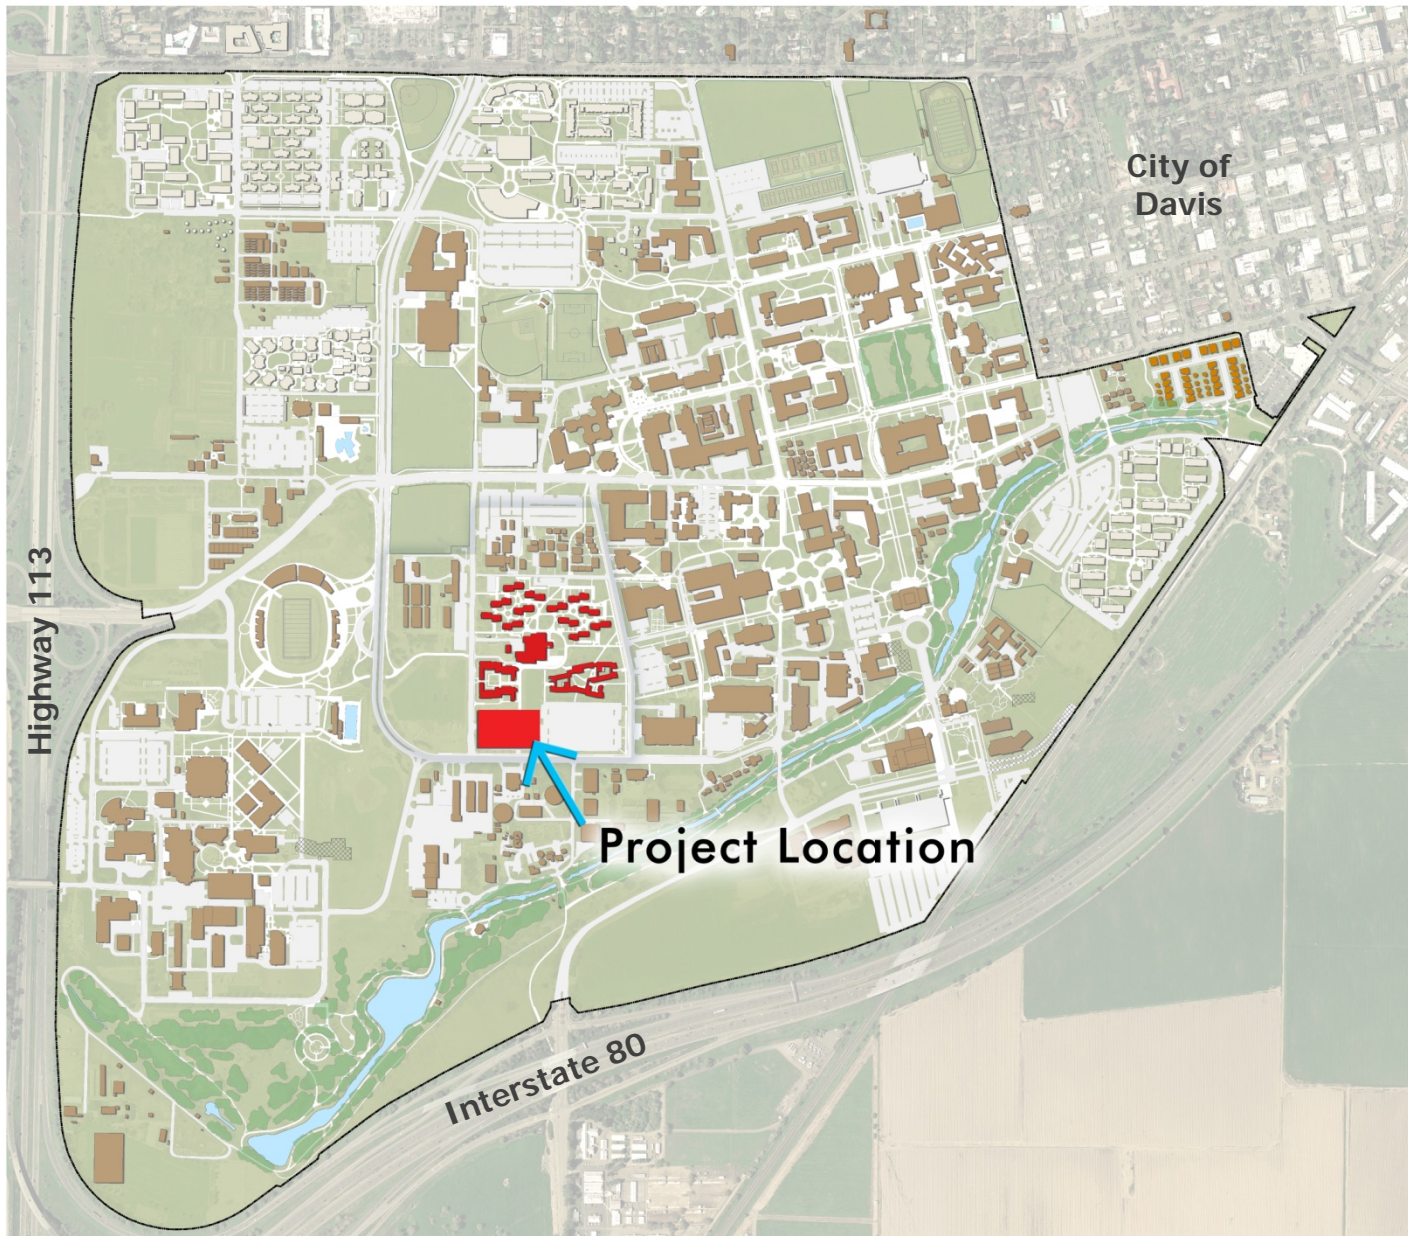 City of
Davis
Highway 113
Project Location
Interstate 80